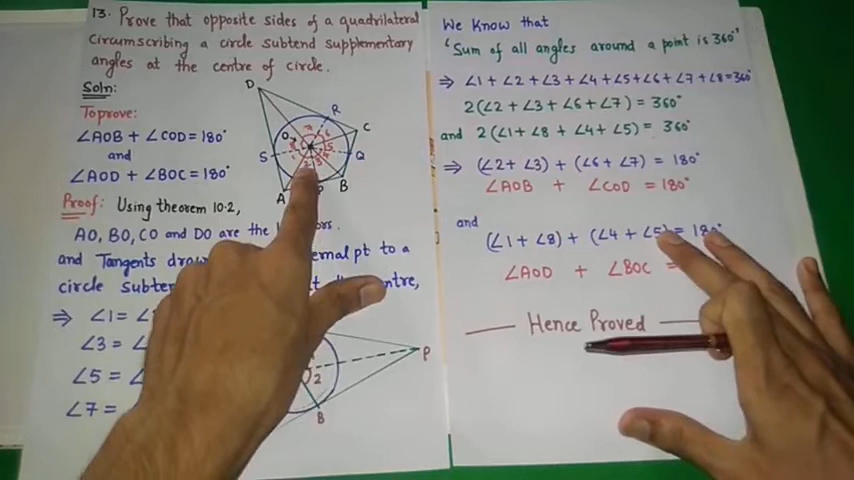 13. Prove that opposite sides of a quadrilateral
Circumscribing a circle subtend supplementary
angles at the centre of circle.
Soln:
To prove:
∠AOB + ∠COD = 180°
and
∠AOD + ∠BOC = 180°
Proof: Using theorem 10.2,
AO, BO, CO and DO are the
and Tangents pt to a
circle centre,
⇒ ∠1 =
∠3 =
∠5 =
∠7 =
D
R
C
O
S
Q
A
B
P
2
B
We Know that
'Sum of all angles around a point is 360°'
⇒ ∠1 + ∠2 + ∠3 + ∠4 + ∠5 + ∠6 + ∠7 + ∠8 = 360°
2(∠2 + ∠3 + ∠6 + ∠7) = 360°
and 2(∠1 + ∠8 + ∠4 + ∠5) = 360°
⇒ (∠2 + ∠3) + (∠6 + ∠7) = 180°
∠AOB + ∠COD = 180°
and
(∠1 + ∠8) + (∠4 + ∠5) = 180°
∠AOD + ∠BOC =
Hence Proved